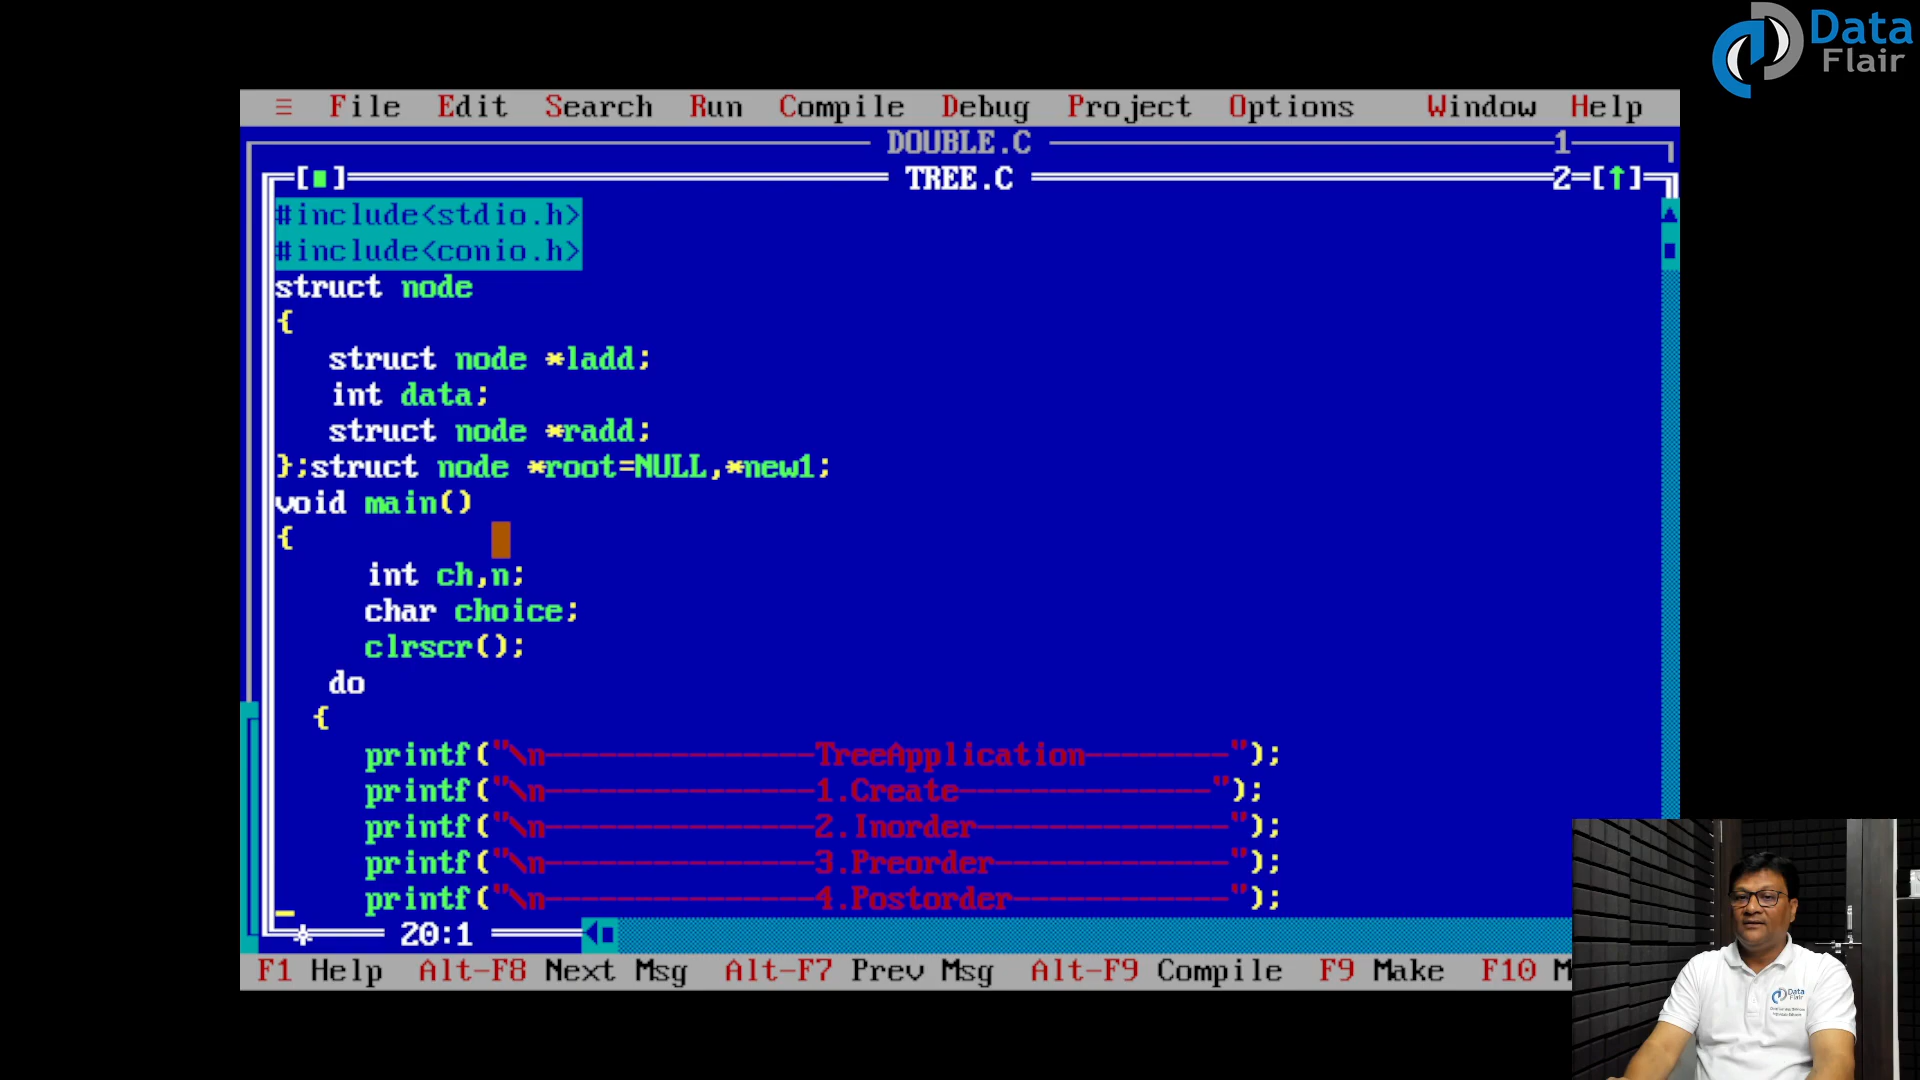 Data
Flair
≡ File Edit Search Run Compile Debug Project Options Window Help
DOUBLE.C 1
[■] TREE.C 2=[↑]
#include<stdio.h>
#include<conio.h>
struct node
{
struct node *ladd;
int data;
struct node *radd;
};struct node *root=NULL,*new1;
void main()
{
int ch,n;
char choice;
clrscr();
do
{
printf("\n---------------TreeApplication--------");
printf("\n---------------1.Create--------------");
printf("\n---------------2.Inorder--------------");
printf("\n---------------3.Preorder-------------");
printf("\n---------------4.Postorder------------");
20:1
F1 Help Alt-F8 Next Msg Alt-F7 Prev Msg Alt-F9 Compile F9 Make F10 M
Data
Flair